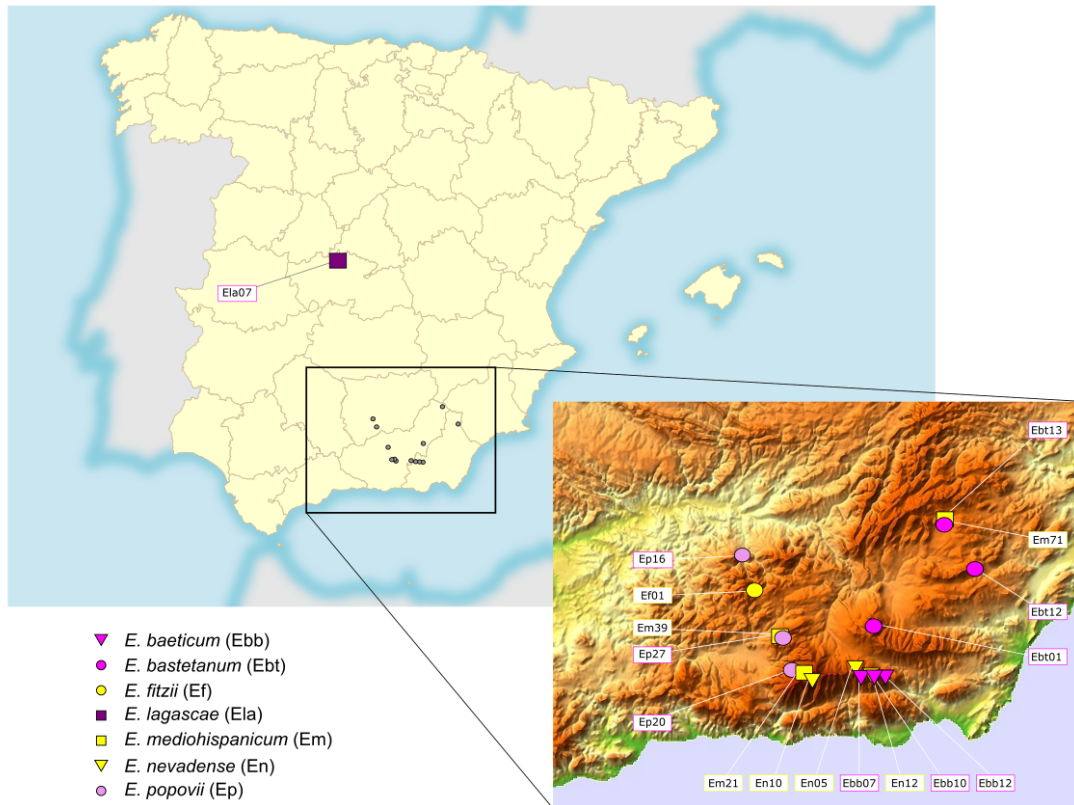 Ela07
Ebt13
Em71
Ep16
Ef01
Ebt12
Em39
Ep27
Ebt01
Ep20
Em21
En10
En05
Ebb07
En12
Ebb10
Ebb12
E. baeticum (Ebb)
E. bastetanum (Ebt)
E. fitzii (Ef)
E. lagascae (Ela)
E. mediohispanicum (Em)
E. nevadense (En)
E. popovii (Ep)